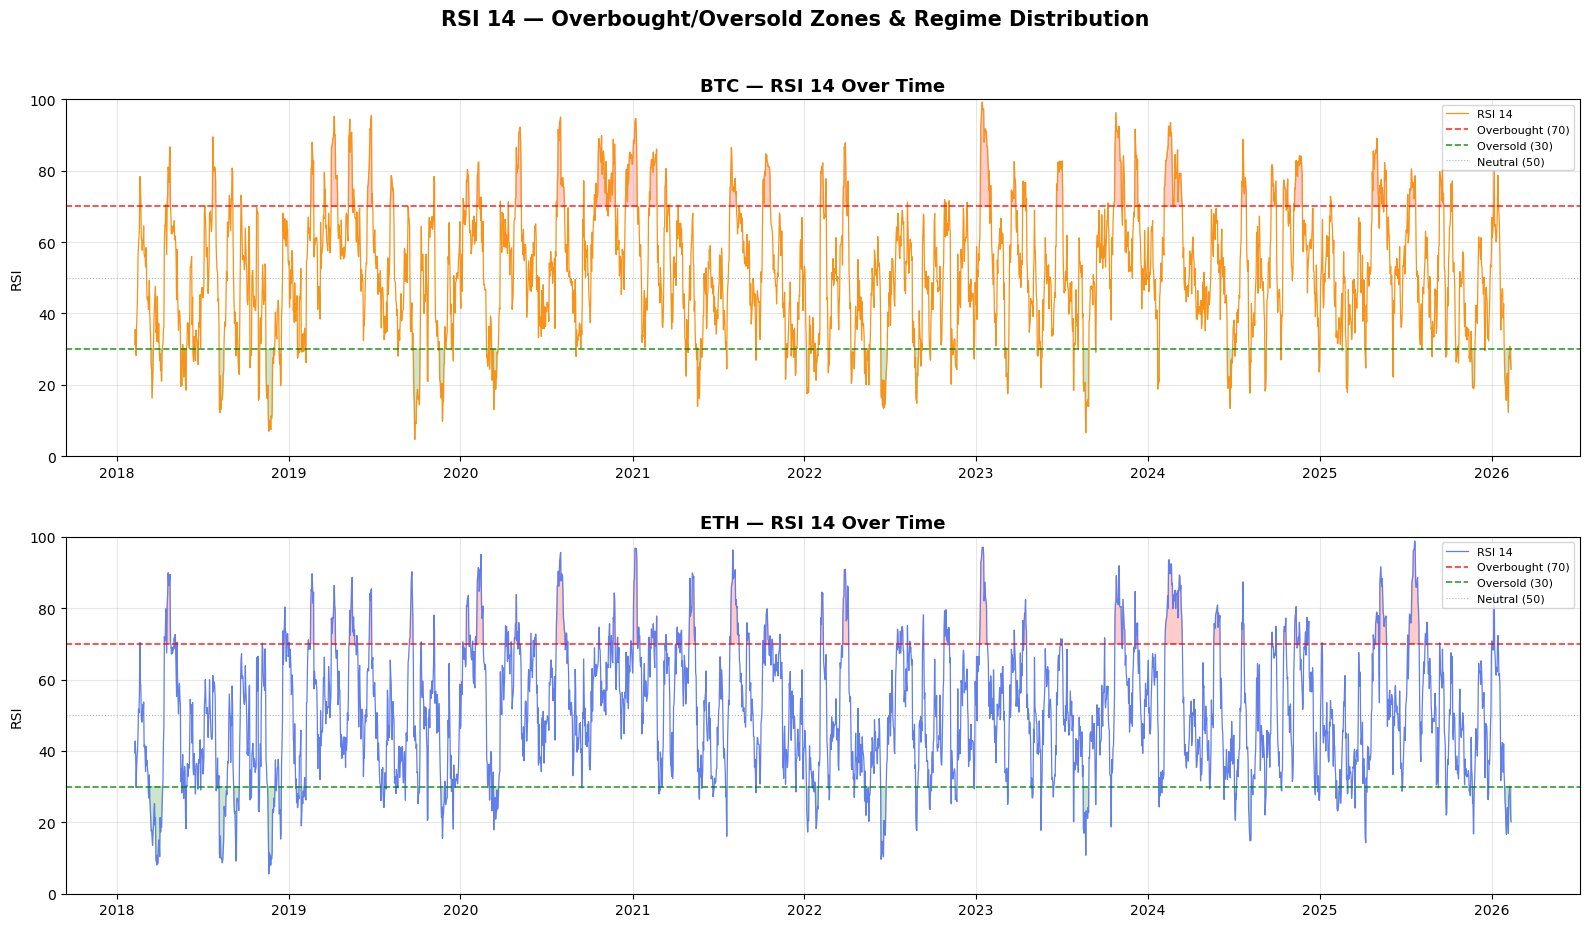 RSI 14 — Overbought/Oversold Zones & Regime Distribution
BTC — RSI 14 Over Time
RSI
100
80
60
40
20
0
RSI 14
Overbought (70)
Oversold (30)
Neutral (50)
2018 2019 2020 2021 2022 2023 2024 2025 2026
ETH — RSI 14 Over Time
RSI
100
80
60
40
20
0
RSI 14
Overbought (70)
Oversold (30)
Neutral (50)
2018 2019 2020 2021 2022 2023 2024 2025 2026